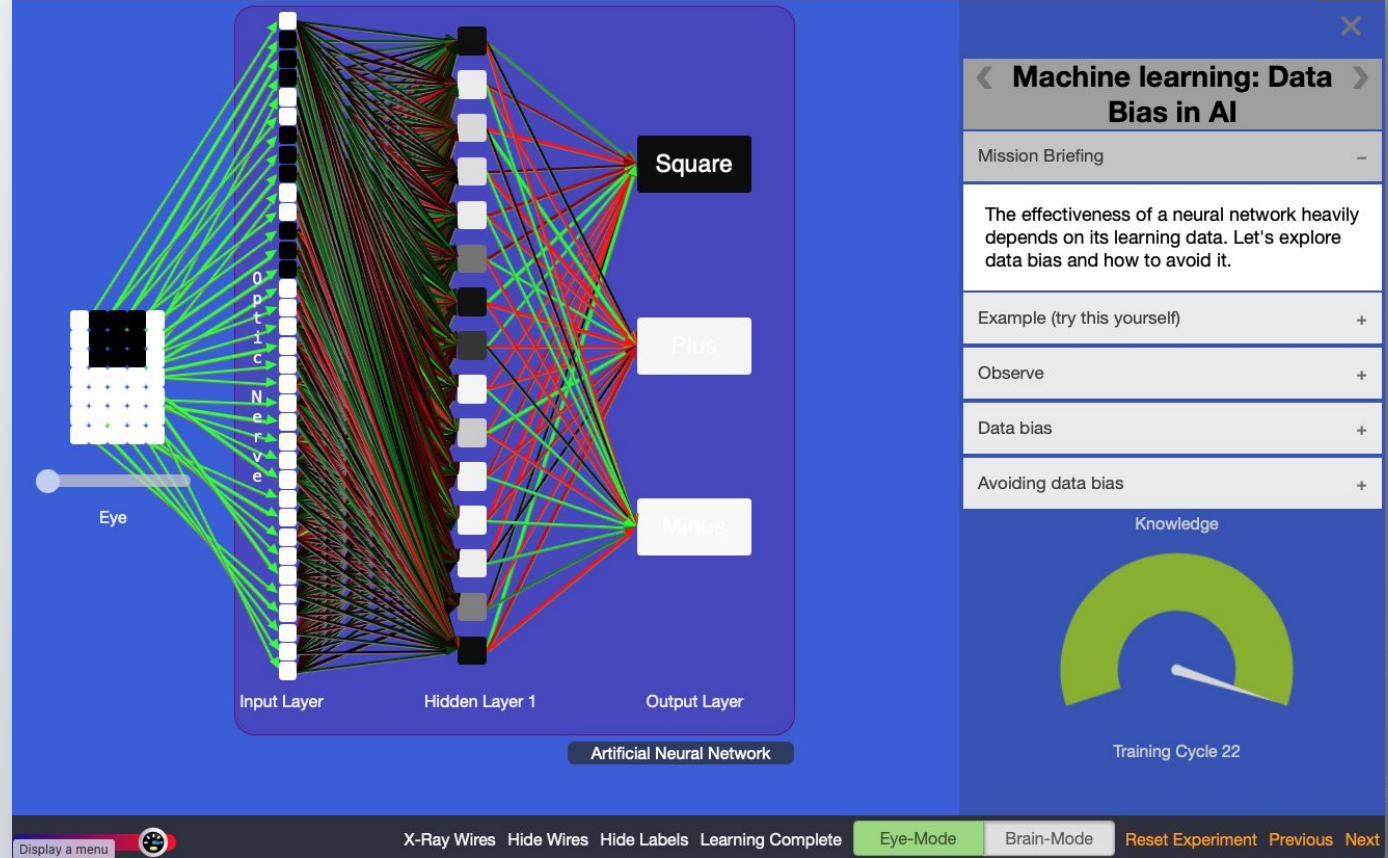 Machine learning: Data
Bias in AI
Mission Briefing
The effectiveness of a neural network heavily
depends on its learning data. Let's explore
data bias and how to avoid it.
Example (try this yourself)
Observe
Data bias
Avoiding data bias
Knowledge
Training Cycle 22
Optic Nerve
Eye
Square
Plus
Minus
Input Layer
Hidden Layer 1
Output Layer
Artificial Neural Network
Display a menu
X-Ray Wires Hide Wires Hide Labels Learning Complete Eye-Mode Brain-Mode Reset Experiment Previous Next